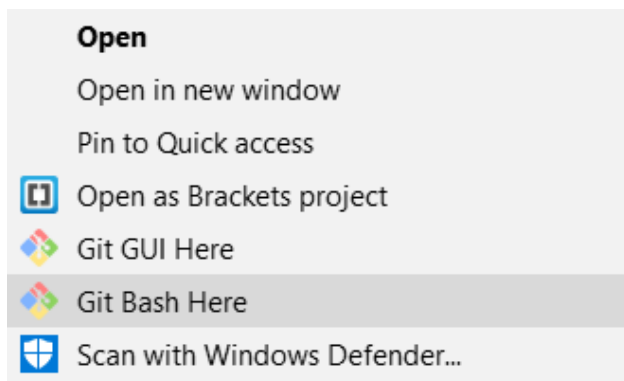 Open
Open in new window
Pin to Quick access
Open as Brackets project
Git GUI Here
Git Bash Here
Scan with Windows Defender...